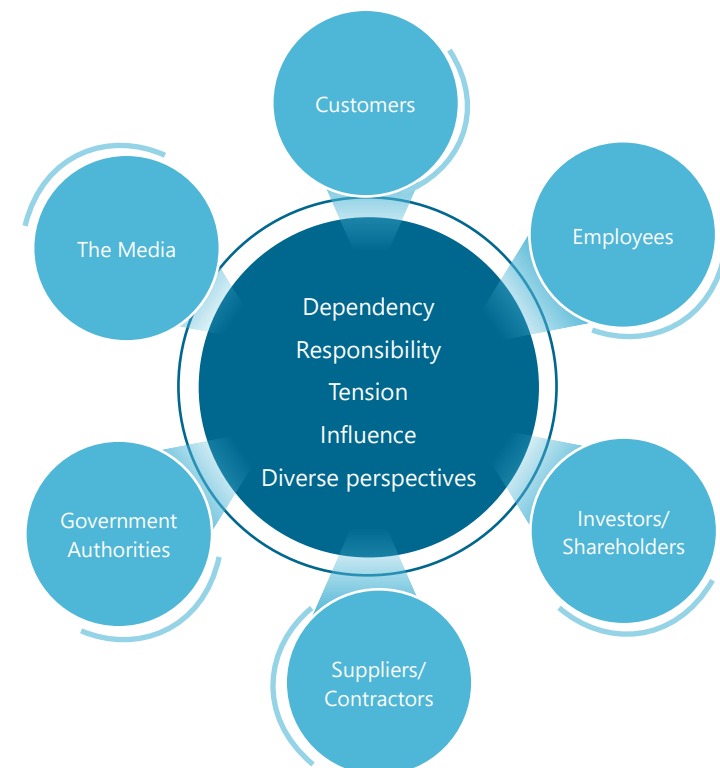 Customers
Employees
The Media
Dependency
Responsibility
Tension
Influence
Diverse perspectives
Government
Authorities
Investors/
Shareholders
Suppliers/
Contractors